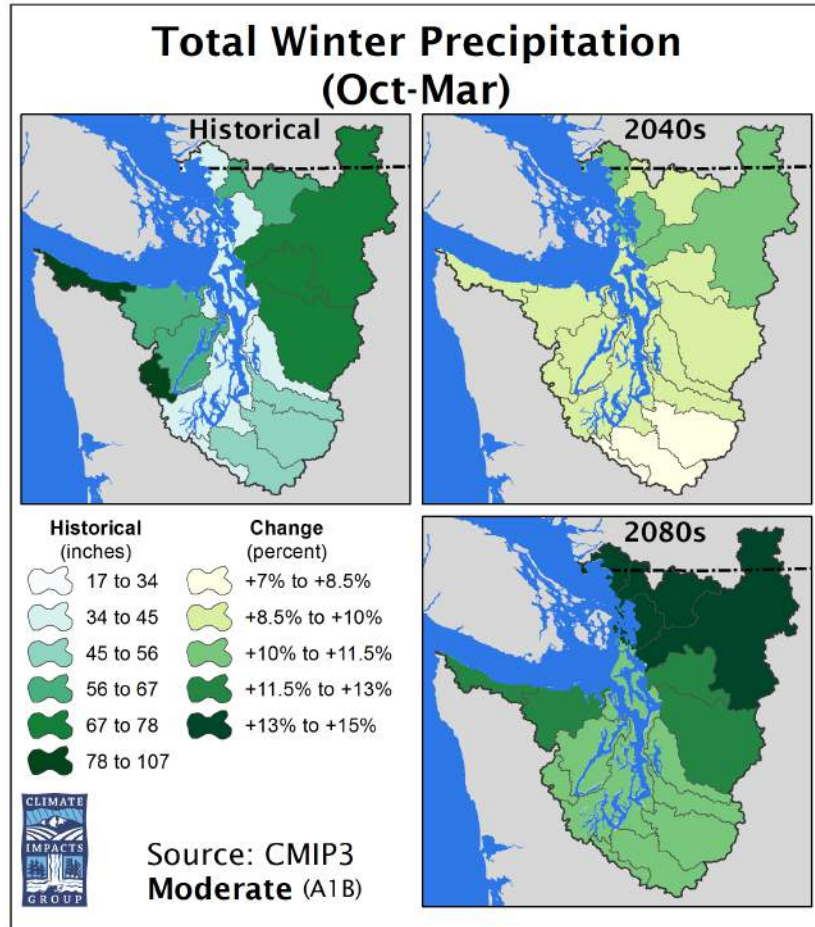 Total Winter Precipitation
(Oct-Mar)
Historical
2040s
Historical
(inches)
17 to 34
34 to 45
45 to 56
56 to 67
67 to 78
78 to 107
Change
(percent)
+7% to +8.5%
+8.5% to +10%
+10% to +11.5%
+11.5% to +13%
+13% to +15%
2080s
CLIMATE
IMPACTS
GROUP
Source: CMIP3
Moderate (A1B)